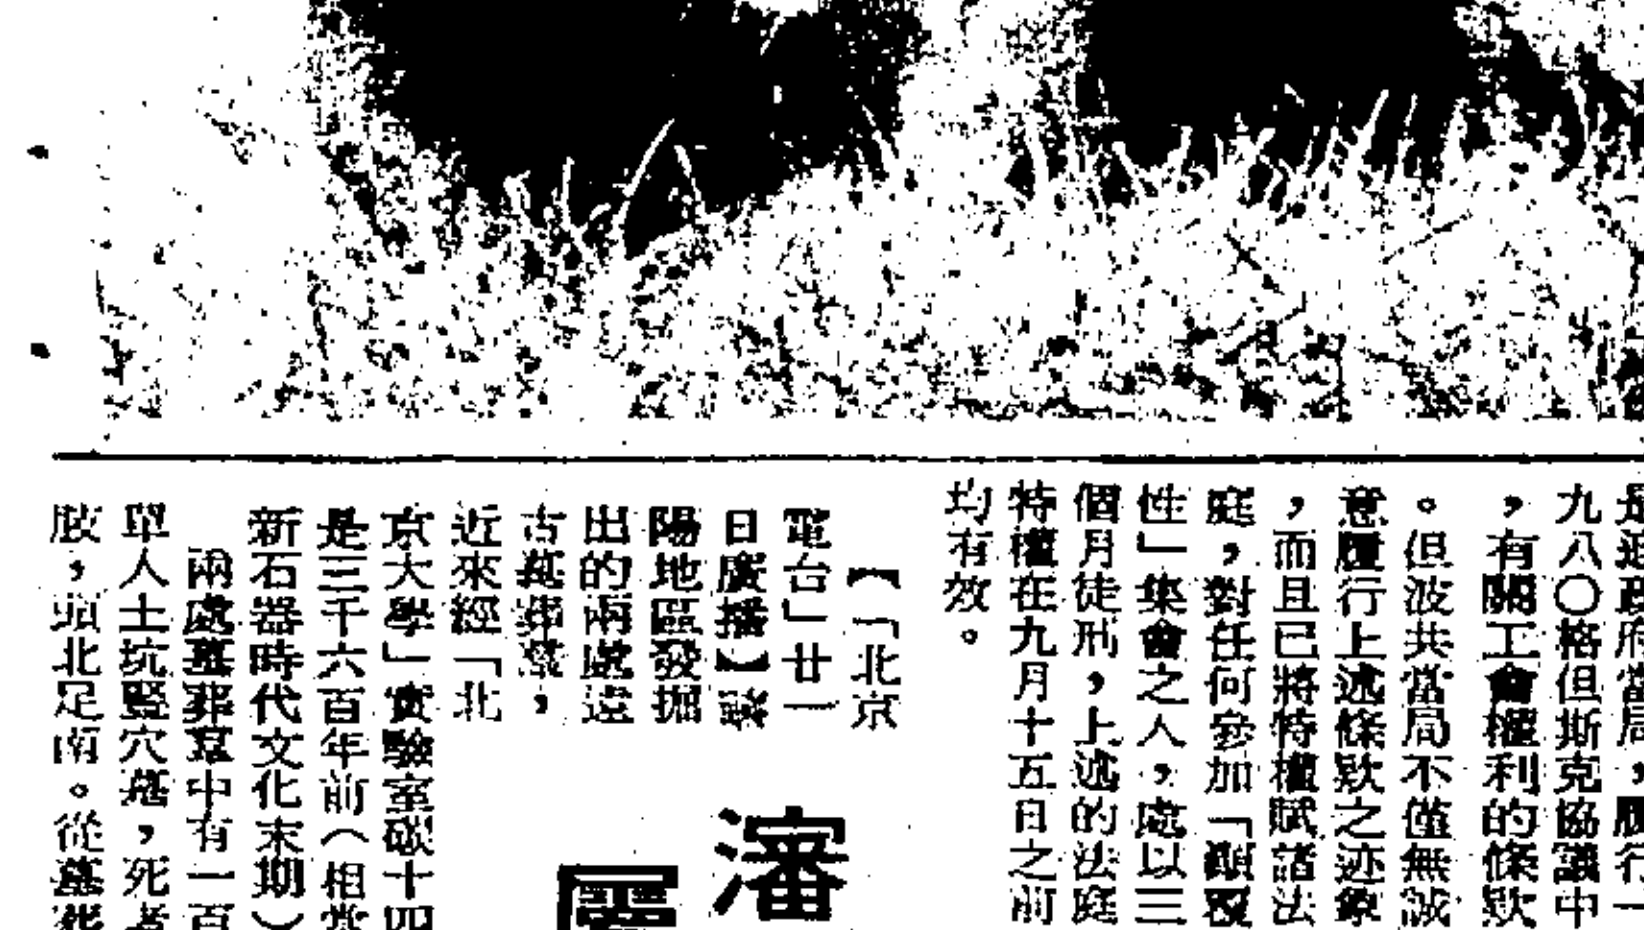 是迫政府當局，履行一
九八〇格但斯克協議中
，有關工會權利的條款
。但波共當局不僅無誠
意履行上述條款之迹象
，而且已將特權賦諸法
庭，對任何參加「顛覆
性」集會之人，處以三
個月徒刑，上述的法庭
特權在九月十五日之前
均有效。
【「北京
電台」廿一
日廣播】瀋
陽地區發掘
出的兩處遠
古墓葬羣，
近來經「北
京大學」實驗室碳十四
是三千六百年前（相當
新石器時代文化末期）
兩處墓葬羣中有一百
單人土坑豎穴墓，死者
肢，頭北足南。從墓葬
瀋